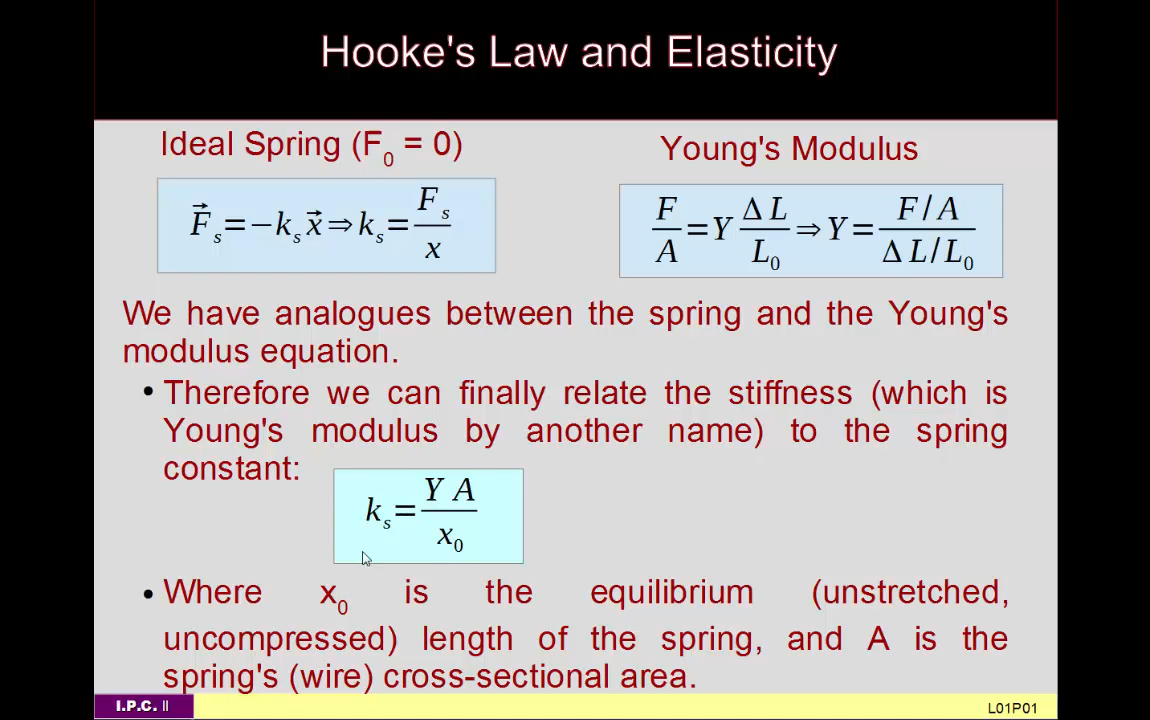 Hooke's Law and Elasticity
Ideal Spring (F₀ = 0)
F⃗ₛ=−kₛ x⃗⇒kₛ=Fₛ/x
Young's Modulus
F/A=Y ΔL/L₀⇒Y=(F/A)/(ΔL/L₀)
We have analogues between the spring and the Young's
modulus equation.
• Therefore we can finally relate the stiffness (which is
Young's modulus by another name) to the spring
constant:
kₛ=Y A/x₀
• Where x₀ is the equilibrium (unstretched,
uncompressed) length of the spring, and A is the
spring's (wire) cross-sectional area.
I.P.C. II
L01P01